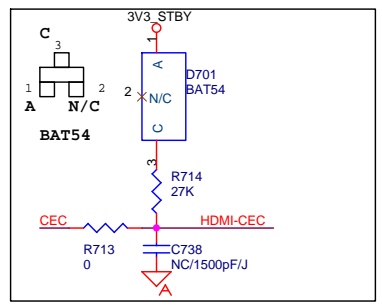 3V3_STBY
C
3
1
2
A
N/C
BAT54
1
A
D701
BAT54
2
N/C
C
3
R714
27K
CEC
HDMI-CEC
R713
0
C738
NC/1500pF/J
A